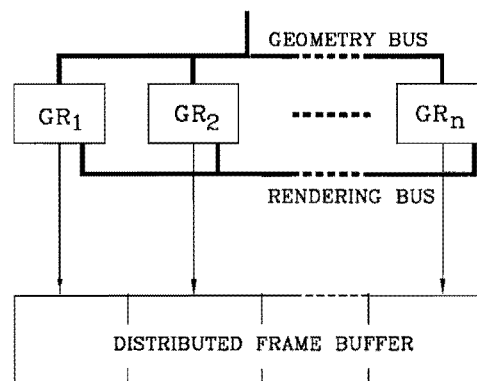 GEOMETRY BUS
GR1
GR2
GRn
RENDERING BUS
DISTRIBUTED FRAME BUFFER